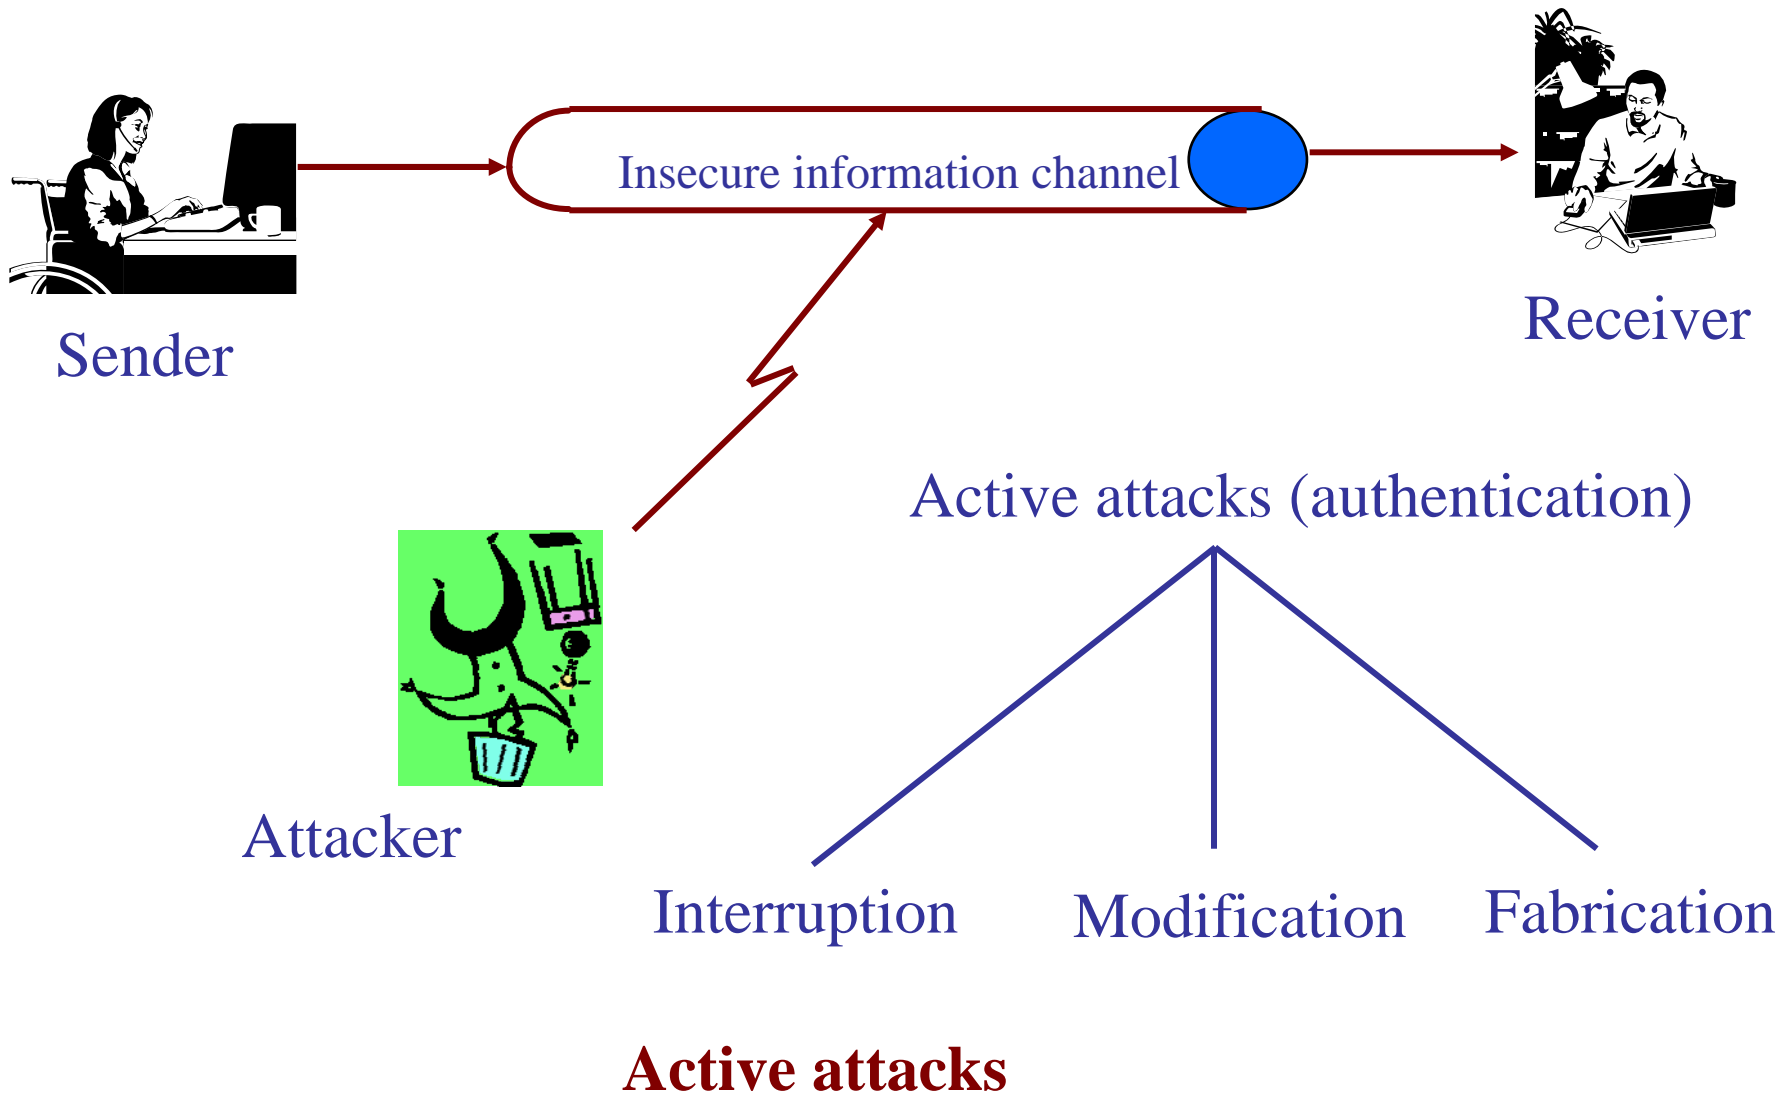 Insecure information channel
Sender
Receiver
Active attacks (authentication)
Attacker
Interruption
Modification
Fabrication
Active attacks